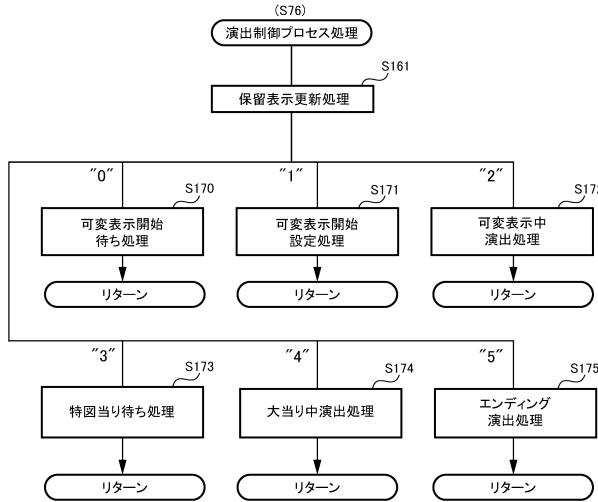 (S76)
演出制御プロセス処理
S161
保留表示更新処理
"0"
S170
可変表示開始
待ち処理
リターン
"1"
S171
可変表示開始
設定処理
リターン
"2"
S172
可変表示中
演出処理
リターン
"3"
S173
特図当り待ち処理
リターン
"4"
S174
大当り中演出処理
リターン
"5"
S175
エンディング
演出処理
リターン